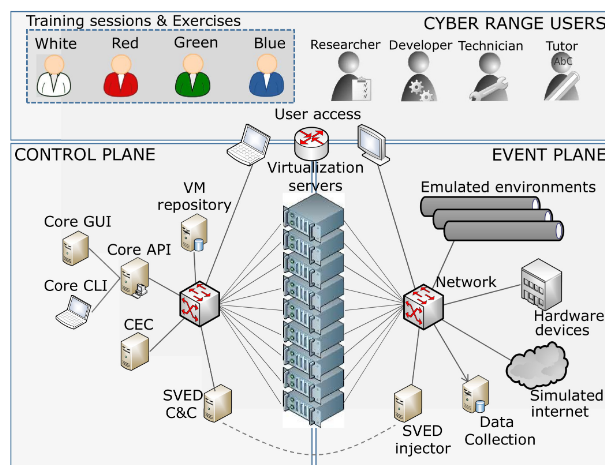 Training sessions & Exercises
CYBER RANGE USERS
White
Red
Green
Blue
Researcher
Developer
Technician
Tutor
AbC
User access
CONTROL PLANE
EVENT PLANE
Virtualization
servers
VM
repository
Emulated environments
Core GUI
Core API
Core CLI
Network
Hardware
devices
CEC
SVED
C&C
SVED
injector
Data
Collection
Simulated
internet